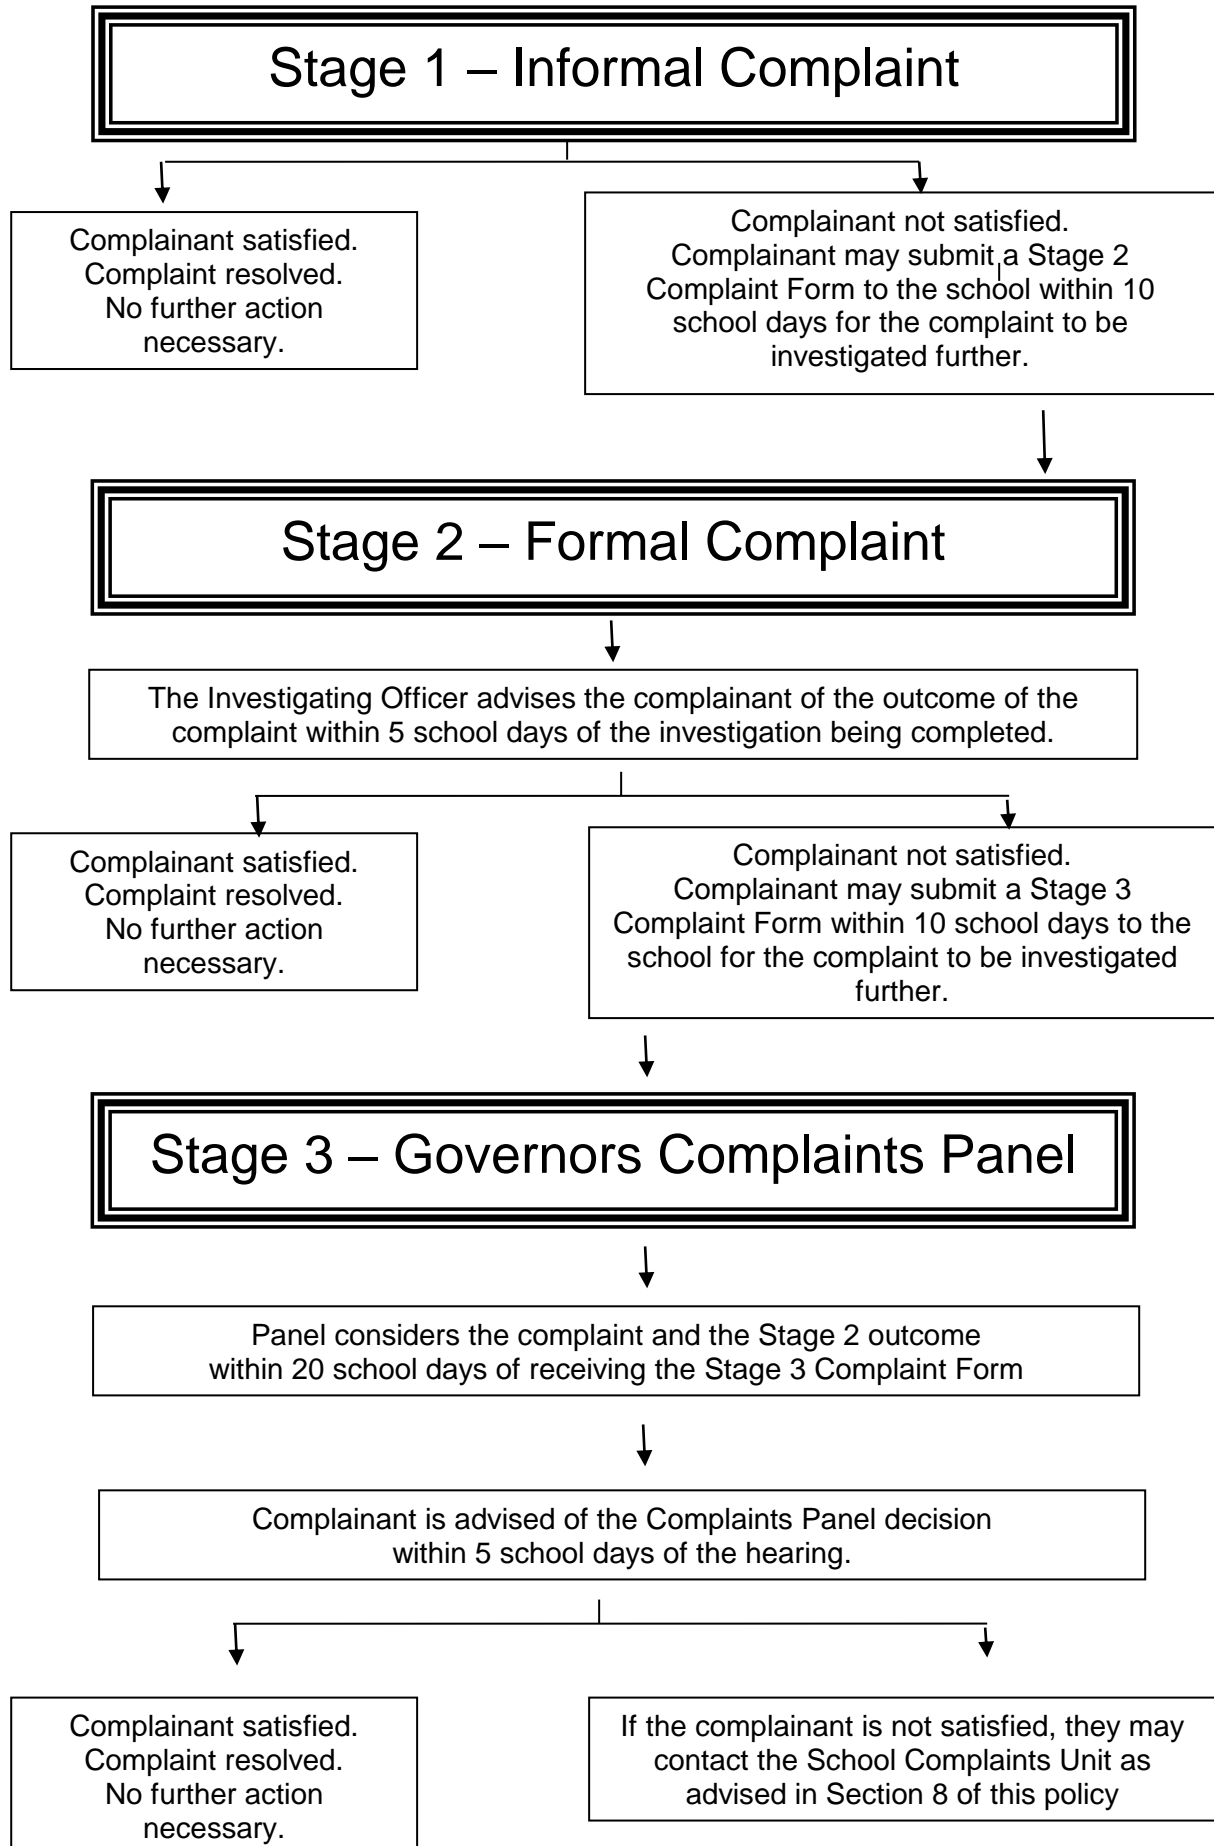 Stage 1 – Informal Complaint
Complainant satisfied.
Complaint resolved.
No further action
necessary.
Complainant not satisfied.
Complainant may submit a Stage 2
Complaint Form to the school within 10
school days for the complaint to be
investigated further.
Stage 2 – Formal Complaint
The Investigating Officer advises the complainant of the outcome of the
complaint within 5 school days of the investigation being completed.
Complainant satisfied.
Complaint resolved.
No further action
necessary.
Complainant not satisfied.
Complainant may submit a Stage 3
Complaint Form within 10 school days to the
school for the complaint to be investigated
further.
Stage 3 – Governors Complaints Panel
Panel considers the complaint and the Stage 2 outcome
within 20 school days of receiving the Stage 3 Complaint Form
Complainant is advised of the Complaints Panel decision
within 5 school days of the hearing.
Complainant satisfied.
Complaint resolved.
No further action
necessary.
If the complainant is not satisfied, they may
contact the School Complaints Unit as
advised in Section 8 of this policy